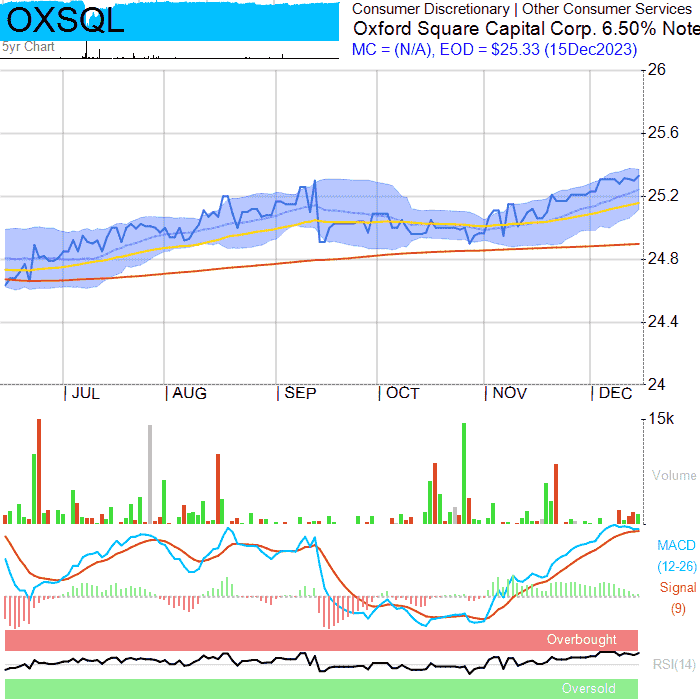 OXSQL
5yr Chart
Consumer Discretionary | Other Consumer Services
Oxford Square Capital Corp. 6.50% Note
MC = (N/A), EOD = $25.33 (15Dec2023)
26
25.6
25.2
24.8
24.4
24
JUL AUG SEP OCT NOV DEC
15k
Volume
MACD
(12-26)
Signal
(9)
Overbought
RSI(14)
Oversold